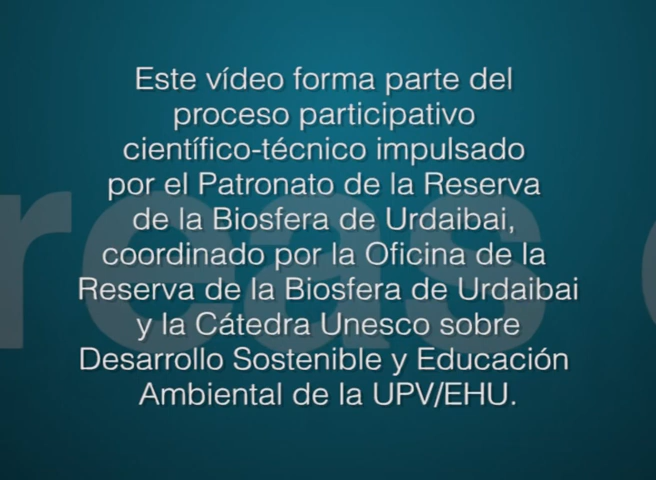 Este vídeo forma parte del
proceso participativo
científico-técnico impulsado
por el Patronato de la Reserva
de la Biosfera de Urdaibai,
coordinado por la Oficina de la
Reserva de la Biosfera de Urdaibai
y la Cátedra Unesco sobre
Desarrollo Sostenible y Educación
Ambiental de la UPV/EHU.